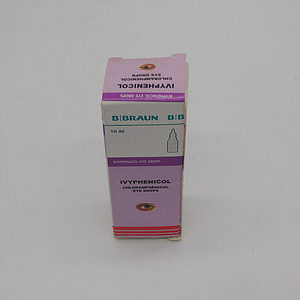 IVYPHENICOL
CHLORAMPHENICOL
EYE DROPS
IVYPHENICOL EYE DROPS
B|BRAUN B|B
10 ml
IVYPHENICOL EYE DROPS
IVYPHENICOL
CHLORAMPHENICOL
EYE DROPS